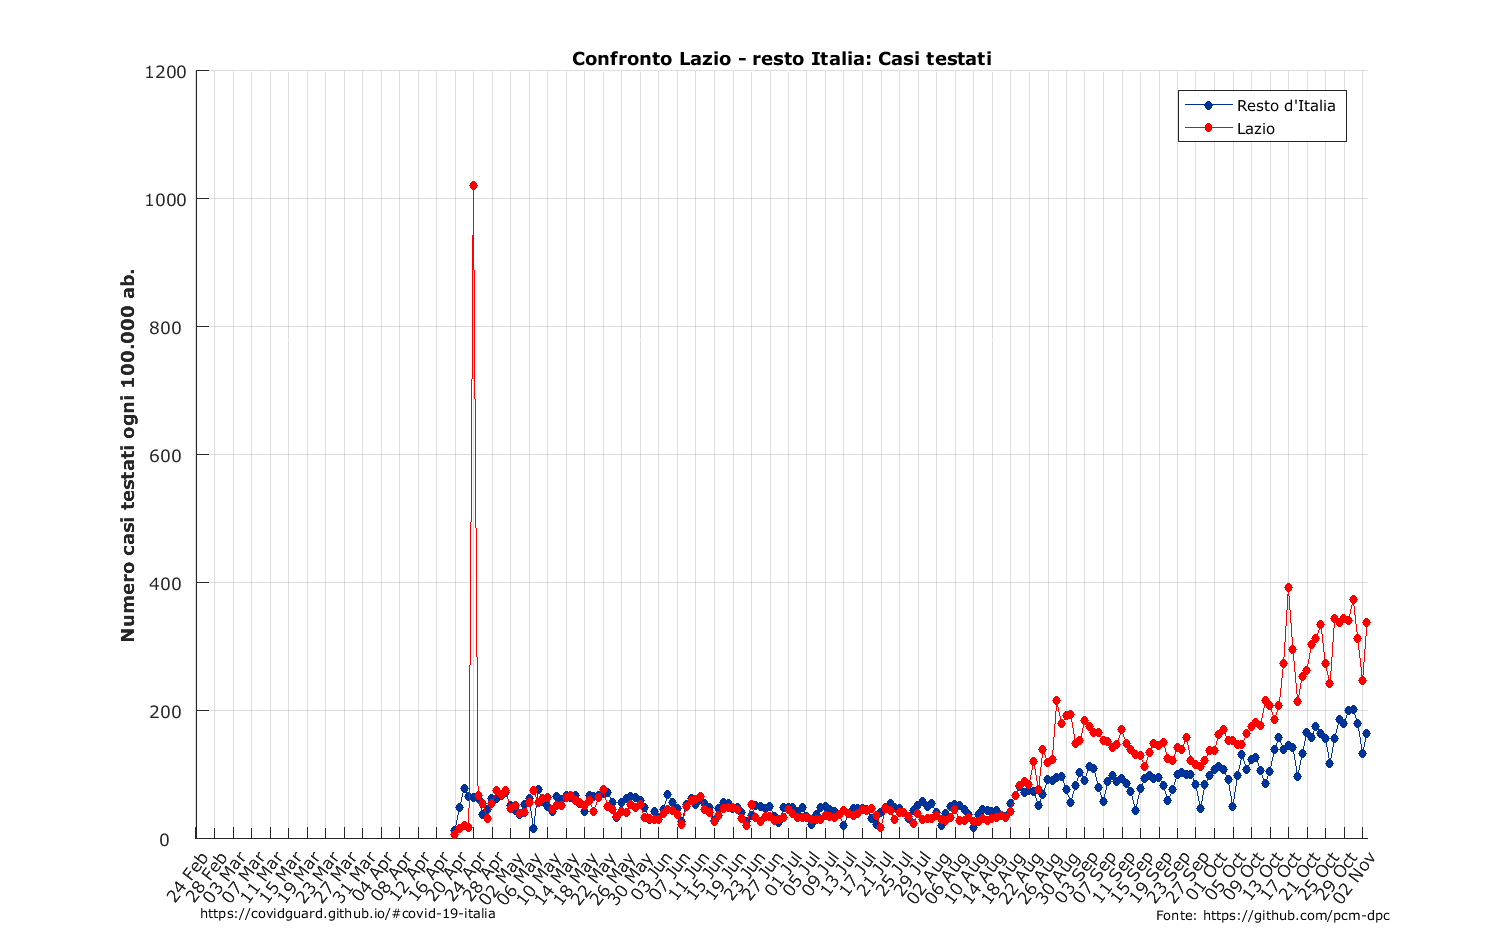 Confronto Lazio - resto Italia: Casi testati
Resto d'Italia
Lazio
Numero casi testati ogni 100.000 ab.
1200
1000
800
600
400
200
0
24 Feb
28 Feb
03 Mar
07 Mar
11 Mar
15 Mar
19 Mar
23 Mar
27 Mar
31 Mar
04 Apr
08 Apr
12 Apr
16 Apr
20 Apr
24 Apr
28 Apr
02 May
06 May
10 May
14 May
18 May
22 May
26 May
30 May
03 Jun
07 Jun
11 Jun
15 Jun
19 Jun
23 Jun
27 Jun
01 Jul
05 Jul
09 Jul
13 Jul
17 Jul
21 Jul
25 Jul
29 Jul
02 Aug
06 Aug
10 Aug
14 Aug
18 Aug
22 Aug
26 Aug
30 Aug
03 Sep
07 Sep
11 Sep
15 Sep
19 Sep
23 Sep
27 Sep
01 Oct
05 Oct
09 Oct
13 Oct
17 Oct
21 Oct
25 Oct
29 Oct
02 Nov
https://covidguard.github.io/#covid-19-italia
Fonte: https://github.com/pcm-dpc